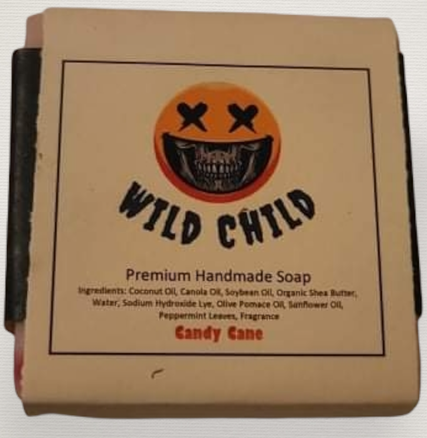 WILD CHILD
Premium Handmade Soap
Ingredients: Coconut Oil, Canola Oil, Soybean Oil, Organic Shea Butter,
Water, Sodium Hydroxide Lye, Olive Pomace Oil, Sunflower Oil,
Peppermint Leaves, Fragrance
Candy Cane